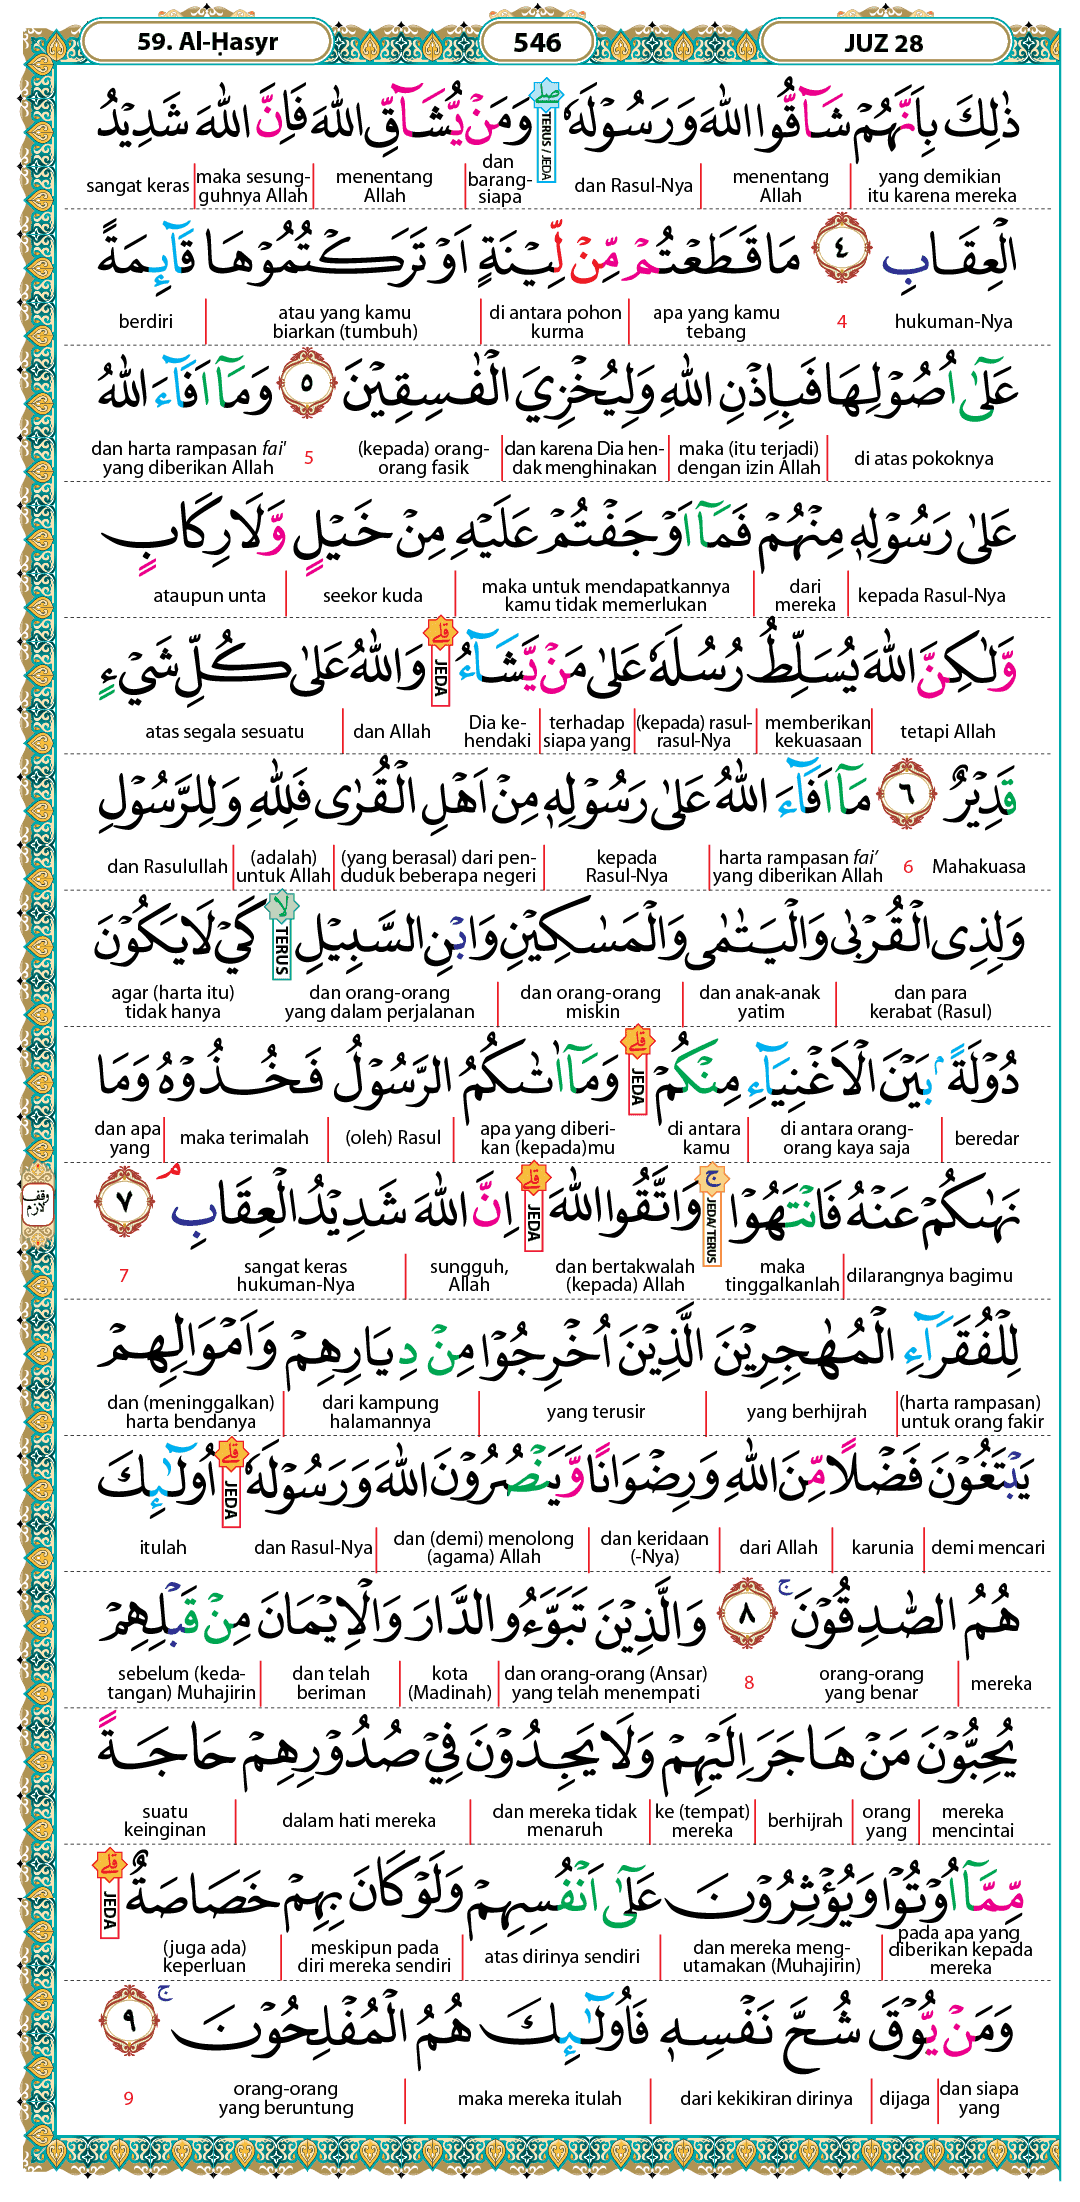 59. Al-Ḥasyr 546 JUZ 28
ذٰلِكَ بِاَنَّهُمْ شَاۤقُّوا اللّٰهَ وَرَسُوْلَهٗ ۖ وَمَنْ يُّشَاۤقِّ اللّٰهَ فَاِنَّ اللّٰهَ شَدِيْدُ
TERUS / JEDA
yang demikian itu karena mereka | menentang Allah | dan Rasul-Nya | dan barang-siapa | menentang Allah | maka sesung-guhnya Allah | sangat keras
الْعِقَابِ ٤ مَا قَطَعْتُمْ مِّنْ لِّيْنَةٍ اَوْ تَرَكْتُمُوْهَا قَاۤىِٕمَةً
hukuman-Nya 4 apa yang kamu tebang | di antara pohon kurma | atau yang kamu biarkan (tumbuh) | berdiri
عَلٰٓى اُصُوْلِهَا فَبِاِذْنِ اللّٰهِ وَلِيُخْزِيَ الْفٰسِقِيْنَ ٥ وَمَآ اَفَاۤءَ اللّٰهُ
di atas pokoknya | maka (itu terjadi) dengan izin Allah | dan karena Dia hen-dak menghinakan | (kepada) orang-orang fasik 5 dan harta rampasan fai' yang diberikan Allah
عَلٰى رَسُوْلِهٖ مِنْهُمْ فَمَآ اَوْجَفْتُمْ عَلَيْهِ مِنْ خَيْلٍ وَّلَا رِكَابٍ
kepada Rasul-Nya | dari mereka | maka untuk mendapatkannya kamu tidak memerlukan | seekor kuda | ataupun unta
وَّلٰكِنَّ اللّٰهَ يُسَلِّطُ رُسُلَهٗ عَلٰى مَنْ يَّشَاۤءُ ۗ وَاللّٰهُ عَلٰى كُلِّ شَيْءٍ
JEDA
tetapi Allah | memberikan kekuasaan | (kepada) rasul-rasul-Nya | terhadap siapa yang | Dia ke-hendaki | dan Allah | atas segala sesuatu
قَدِيْرٌ ٦ مَآ اَفَاۤءَ اللّٰهُ عَلٰى رَسُوْلِهٖ مِنْ اَهْلِ الْقُرٰى فَلِلّٰهِ وَلِلرَّسُوْلِ
Mahakuasa 6 harta rampasan fai' yang diberikan Allah | kepada Rasul-Nya | (yang berasal) dari pen-duduk beberapa negeri | (adalah) untuk Allah | dan Rasulullah
وَلِذِى الْقُرْبٰى وَالْيَتٰمٰى وَالْمَسٰكِيْنِ وَابْنِ السَّبِيْلِ ۙ كَيْ لَا يَكُوْنَ
TERUS
dan para kerabat (Rasul) | dan anak-anak yatim | dan orang-orang miskin | dan orang-orang yang dalam perjalanan agar (harta itu) tidak hanya
دُوْلَةً ۢ بَيْنَ الْاَغْنِيَاۤءِ مِنْكُمْ ۗ وَمَآ اٰتٰىكُمُ الرَّسُوْلُ فَخُذُوْهُ وَمَا
JEDA
beredar | di antara orang-orang kaya saja | di antara kamu apa yang diberi-kan (kepada)mu | (oleh) Rasul | maka terimalah | dan apa yang
نَهٰىكُمْ عَنْهُ فَانْتَهُوْا ۚ وَاتَّقُوا اللّٰهَ ۗ اِنَّ اللّٰهَ شَدِيْدُ الْعِقَابِ ۘ ٧
وقف لازم
JEDA/TERUS JEDA
dilarangnya bagimu | maka tinggalkanlah dan bertakwalah (kepada) Allah sungguh, Allah | sangat keras hukuman-Nya 7
لِلْفُقَرَاۤءِ الْمُهٰجِرِيْنَ الَّذِيْنَ اُخْرِجُوْا مِنْ دِيَارِهِمْ وَاَمْوَالِهِمْ
(harta rampasan) untuk orang fakir | yang berhijrah | yang terusir | dari kampung halamannya | dan (meninggalkan) harta bendanya
يَبْتَغُوْنَ فَضْلًا مِّنَ اللّٰهِ وَرِضْوَانًا وَّيَنْصُرُوْنَ اللّٰهَ وَرَسُوْلَهٗ ۗ اُولٰۤىِٕكَ
JEDA
demi mencari | karunia | dari Allah | dan keridaan (-Nya) | dan (demi) menolong (agama) Allah | dan Rasul-Nya itulah
هُمُ الصّٰدِقُوْنَ ۚ ٨ وَالَّذِيْنَ تَبَوَّءُو الدَّارَ وَالْاِيْمَانَ مِنْ قَبْلِهِمْ
mereka | orang-orang yang benar 8 dan orang-orang (Ansar) yang telah menempati | kota (Madinah) | dan telah beriman | sebelum (keda-tangan) Muhajirin
يُحِبُّوْنَ مَنْ هَاجَرَ اِلَيْهِمْ وَلَا يَجِدُوْنَ فِيْ صُدُوْرِهِمْ حَاجَةً
mereka mencintai | orang yang | berhijrah | ke (tempat) mereka | dan mereka tidak menaruh | dalam hati mereka | suatu keinginan
مِّمَّآ اُوْتُوْا وَيُؤْثِرُوْنَ عَلٰٓى اَنْفُسِهِمْ وَلَوْ كَانَ بِهِمْ خَصَاصَةٌ ۗ
JEDA
pada apa yang diberikan kepada mereka | dan mereka meng-utamakan (Muhajirin) | atas dirinya sendiri | meskipun pada diri mereka sendiri | (juga ada) keperluan
وَمَنْ يُّوْقَ شُحَّ نَفْسِهٖ فَاُولٰۤىِٕكَ هُمُ الْمُفْلِحُوْنَ ۚ ٩
dan siapa yang | dijaga | dari kekikiran dirinya | maka mereka itulah | orang-orang yang beruntung 9